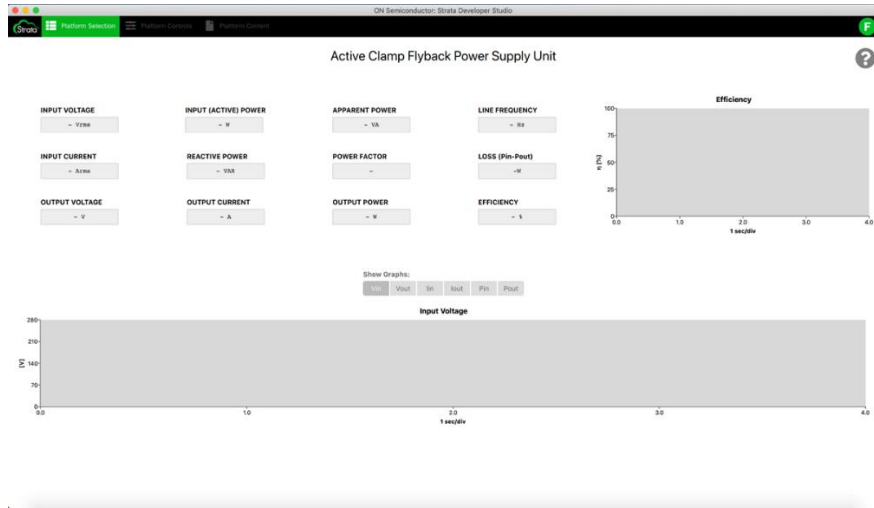 ON Semiconductor: Strata Developer Studio
Strata Platform Selection Platform Controls Platform Content F
Active Clamp Flyback Power Supply Unit ?
INPUT VOLTAGE INPUT (ACTIVE) POWER APPARENT POWER LINE FREQUENCY
- Vrms - W - VA - Hz
INPUT CURRENT REACTIVE POWER POWER FACTOR LOSS (Pin-Pout)
- Arms - VAR - -W
OUTPUT VOLTAGE OUTPUT CURRENT OUTPUT POWER EFFICIENCY
- V - A - W - %
Efficiency
100
75
η [%] 50
25
0
0.0 1.0 2.0 3.0 4.0
1 sec/div
Show Graphs:
Vin Vout Iin Iout Pin Pout
Input Voltage
280
210
[V] 140
70
0
0.0 1.0 2.0 3.0 4.0
1 sec/div